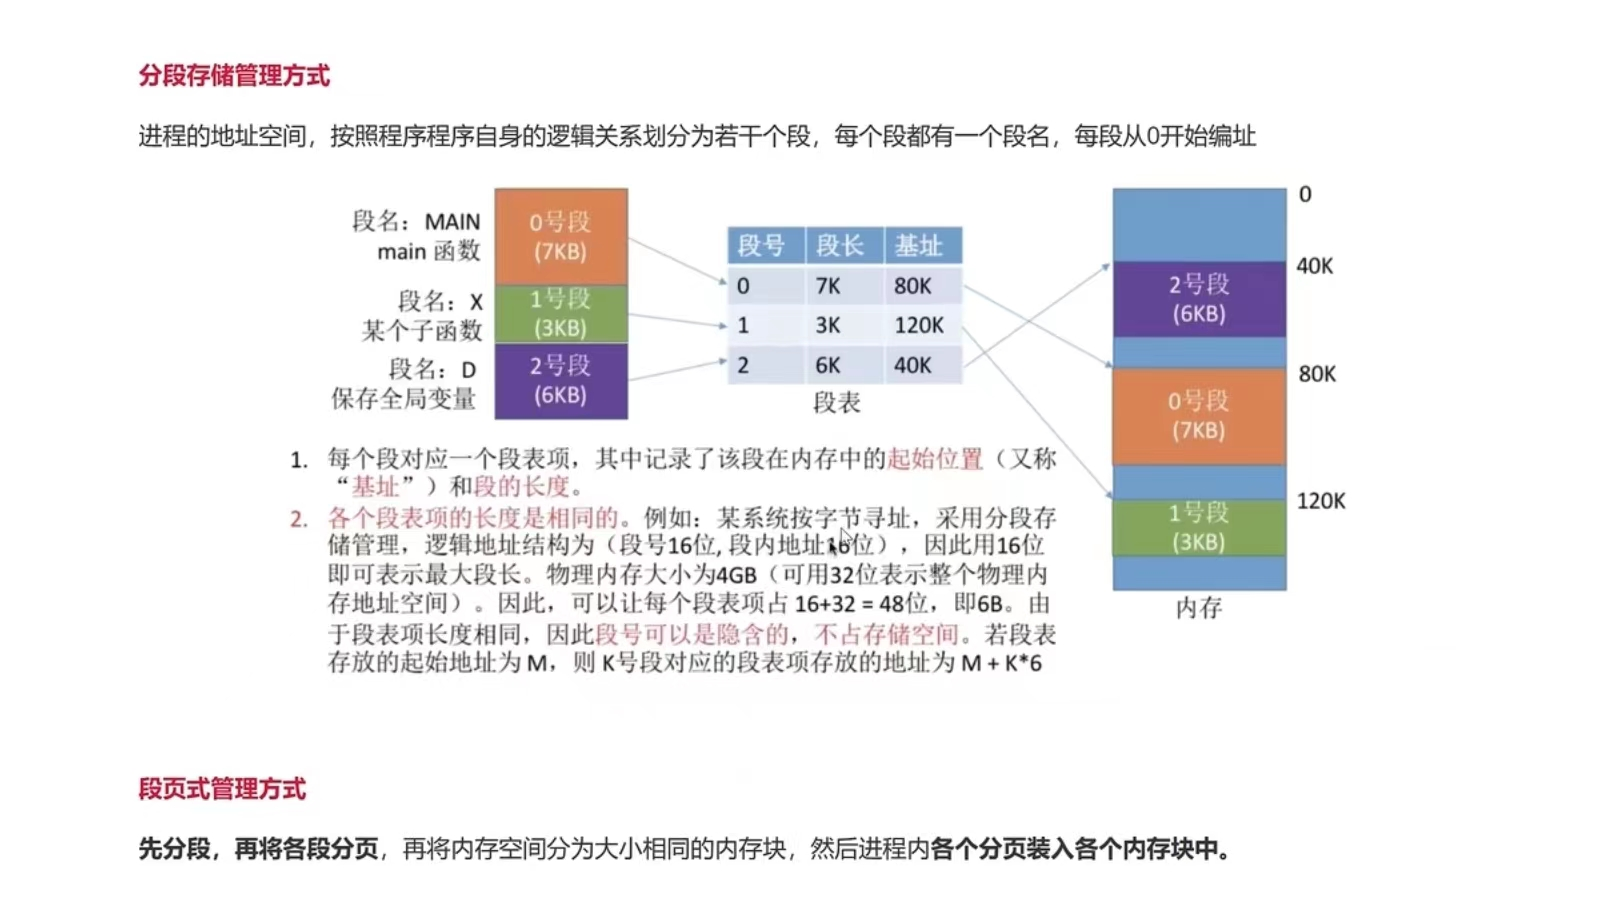 分段存储管理方式
进程的地址空间，按照程序程序自身的逻辑关系划分为若干个段，每个段都有一个段名，每段从0开始编址
段名：MAIN
main 函数
段名：X
某个子函数
段名：D
保存全局变量
0号段
(7KB)
1号段
(3KB)
2号段
(6KB)
段号 段长 基址
0 7K 80K
1 3K 120K
2 6K 40K
段表
0
40K
2号段
(6KB)
80K
0号段
(7KB)
120K
1号段
(3KB)
内存
1. 每个段对应一个段表项，其中记录了该段在内存中的起始位置（又称
“基址”）和段的长度。
2. 各个段表项的长度是相同的。例如：某系统按字节寻址，采用分段存
储管理，逻辑地址结构为（段号16位, 段内地址16位），因此用16位
即可表示最大段长。物理内存大小为4GB（可用32位表示整个物理内
存地址空间）。因此，可以让每个段表项占 16+32 = 48位，即6B。由
于段表项长度相同，因此段号可以是隐含的，不占存储空间。若段表
存放的起始地址为 M，则 K号段对应的段表项存放的地址为 M + K*6
段页式管理方式
先分段，再将各段分页，再将内存空间分为大小相同的内存块，然后进程内各个分页装入各个内存块中。